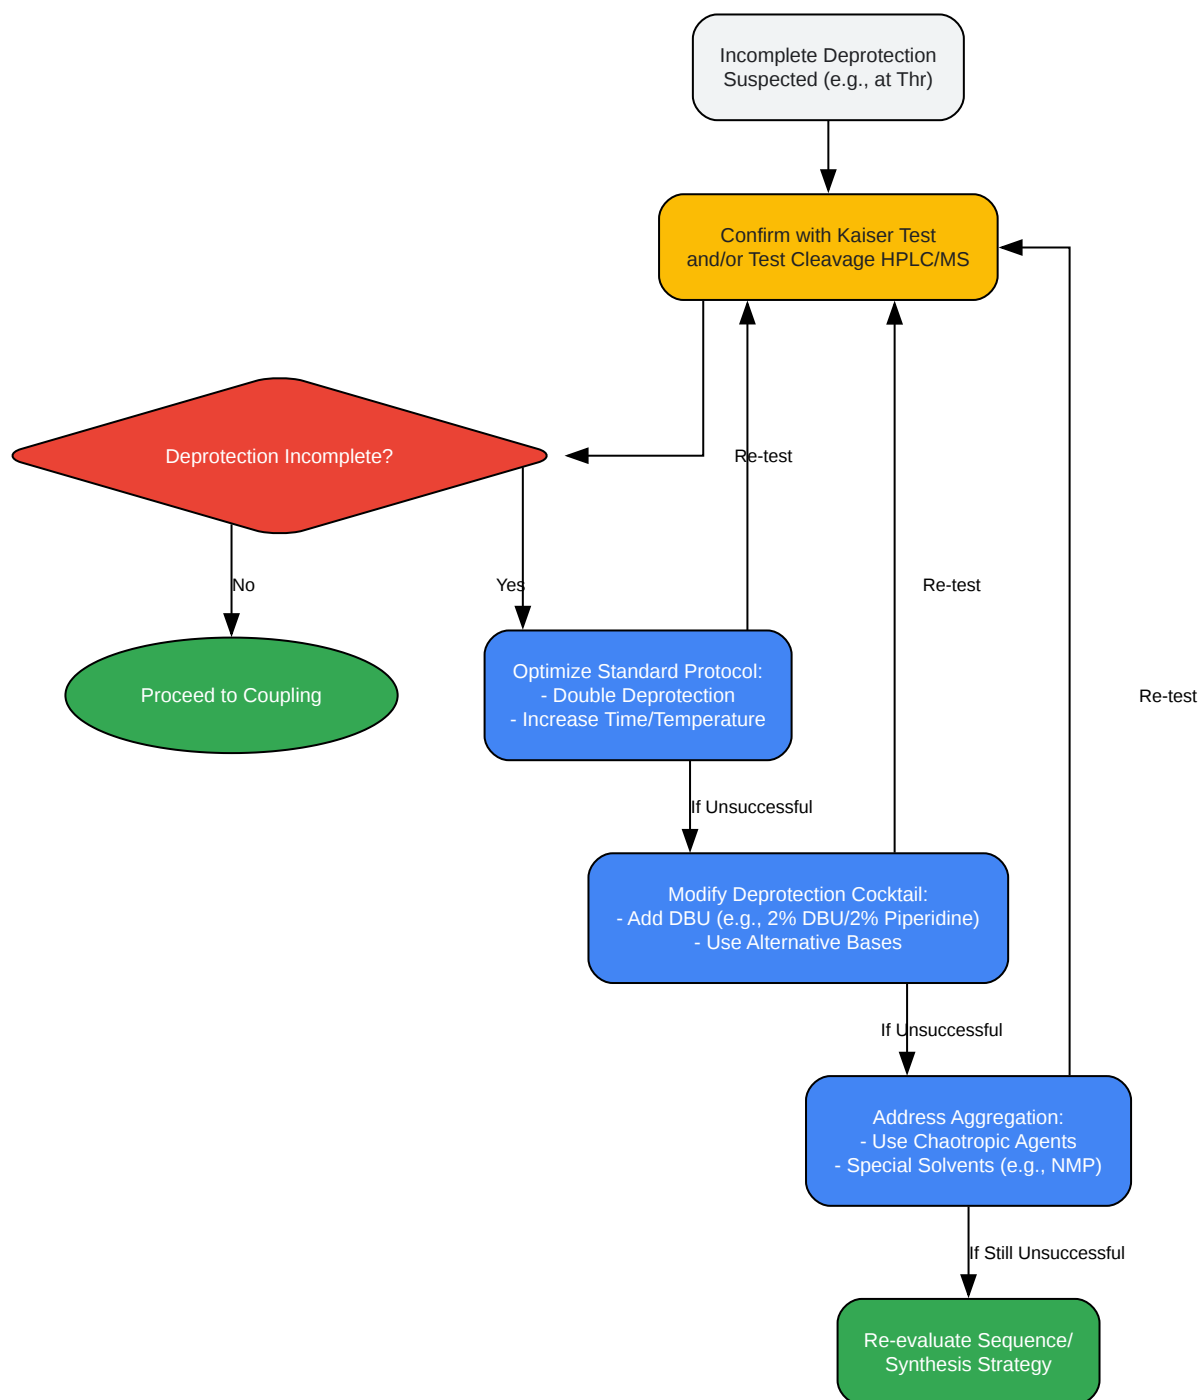 Incomplete Deprotection
Suspected (e.g., at Thr)
Confirm with Kaiser Test
and/or Test Cleavage HPLC/MS
Deprotection Incomplete?
Re-test
No
Yes
Re-test
Optimize Standard Protocol:
- Double Deprotection
- Increase Time/Temperature
Proceed to Coupling
Re-test
If Unsuccessful
Modify Deprotection Cocktail:
- Add DBU (e.g., 2% DBU/2% Piperidine)
- Use Alternative Bases
If Unsuccessful
Address Aggregation:
- Use Chaotropic Agents
- Special Solvents (e.g., NMP)
If Still Unsuccessful
Re-evaluate Sequence/
Synthesis Strategy